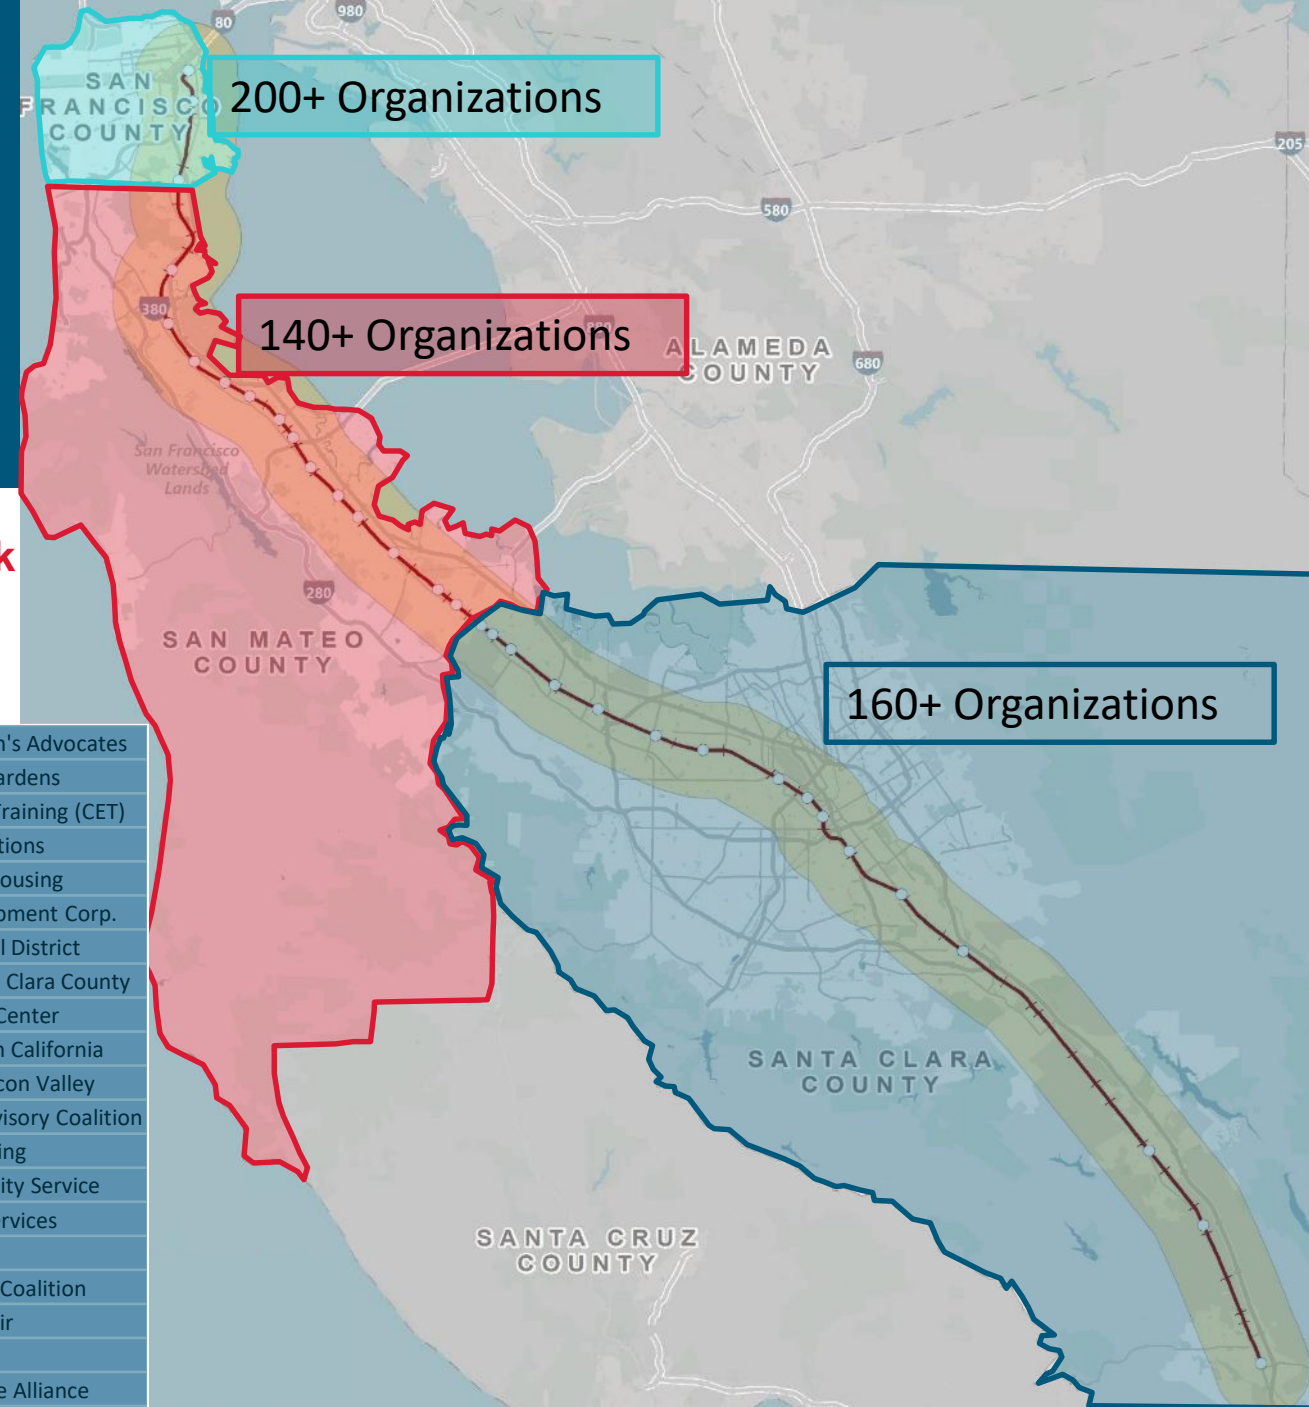 980
80
SAN
FRANCISCO
COUNTY
200+ Organizations
205
580
380
140+ Organizations
ALAMEDA
COUNTY
680
San Francisco
Watershed
Lands
k
280
SAN MATEO
COUNTY
160+ Organizations
n's Advocates
ardens
Training (CET)
tions
ousing
pment Corp.
l District
Clara County
Center
n California
con Valley
visory Coalition
ing
ity Service
ervices
Coalition
ir
e Alliance
SANTA CLARA
COUNTY
SANTA CRUZ
COUNTY